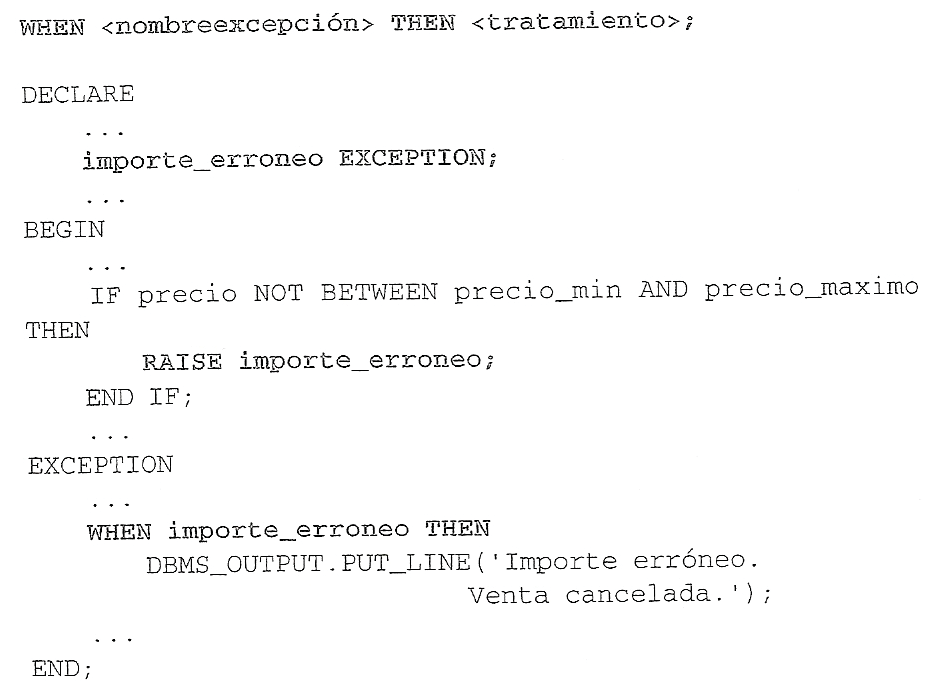 WHEN <nombreexcepción> THEN <tratamiento>;
DECLARE
...
importe_erroneo EXCEPTION;
...
BEGIN
...
IF precio NOT BETWEEN precio_min AND precio_maximo
THEN
RAISE importe_erroneo;
END IF;
...
EXCEPTION
...
WHEN importe_erroneo THEN
DBMS_OUTPUT.PUT_LINE('Importe erróneo.
Venta cancelada.');
...
END;